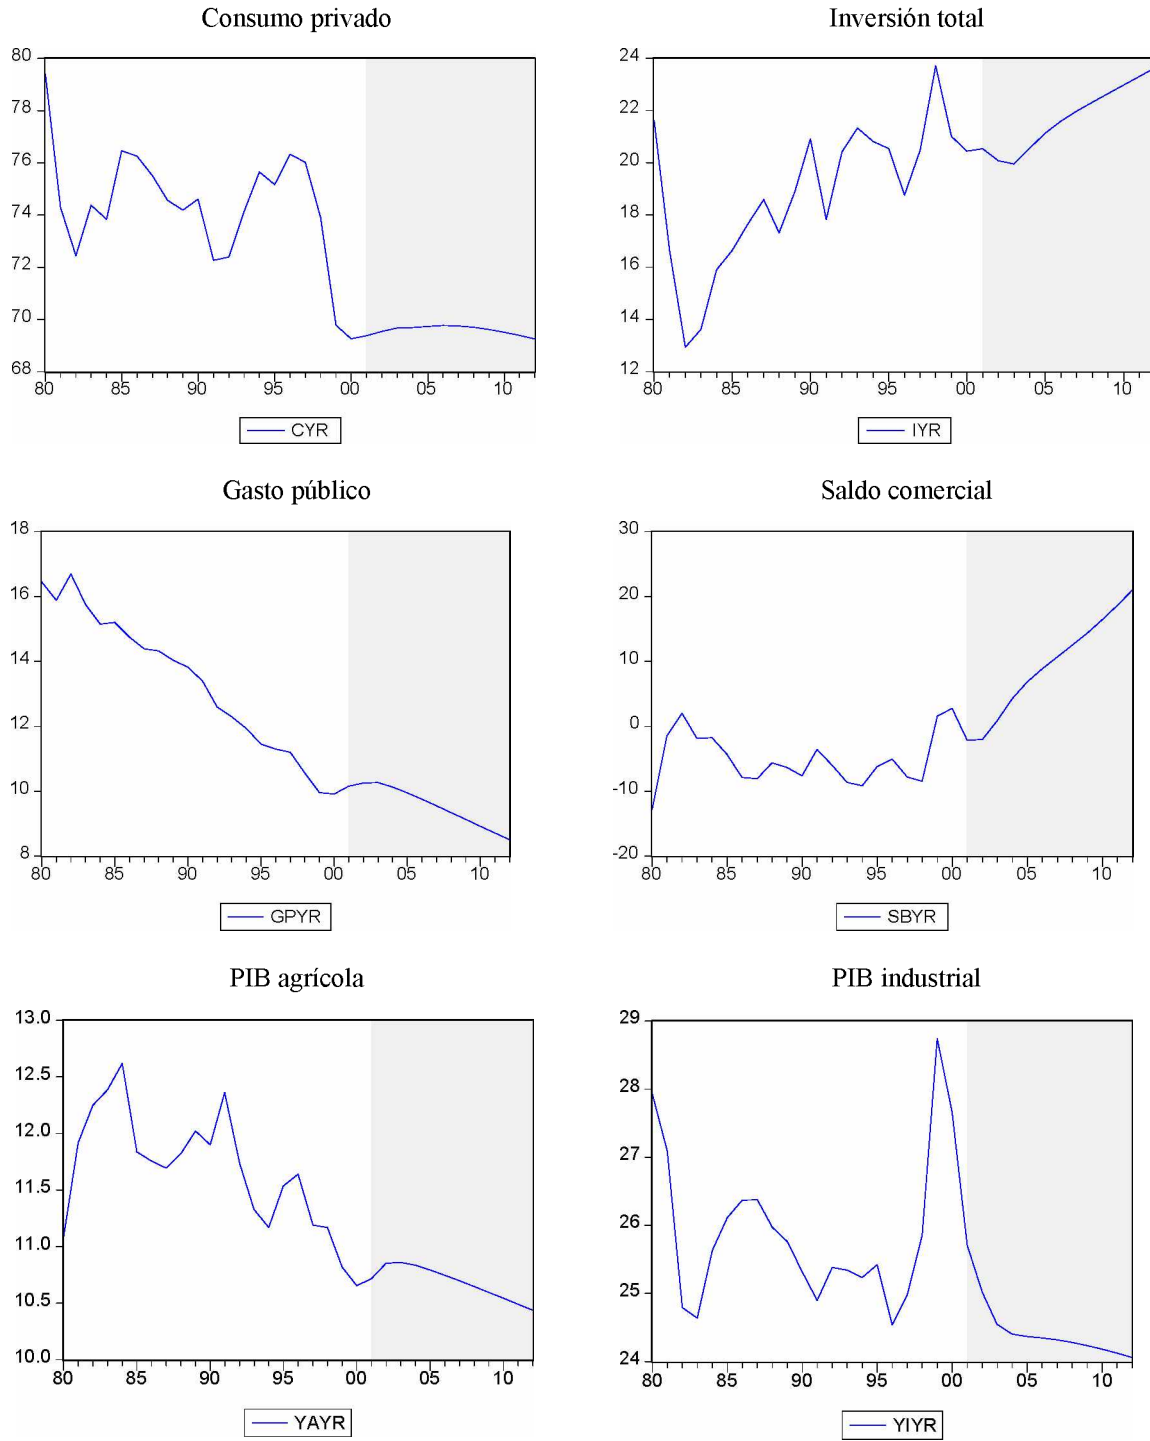 Consumo privado
80
78
76
74
72
70
68
80 85 90 95 00 05 10
CYR
Inversión total
24
22
20
18
16
14
12
80 85 90 95 00 05 10
IYR
Gasto público
18
16
14
12
10
8
80 85 90 95 00 05 10
GPYR
Saldo comercial
30
20
10
0
-10
-20
80 85 90 95 00 05 10
SBYR
PIB agrícola
13.0
12.5
12.0
11.5
11.0
10.5
10.0
80 85 90 95 00 05 10
YAYR
PIB industrial
29
28
27
26
25
24
80 85 90 95 00 05 10
YIYR